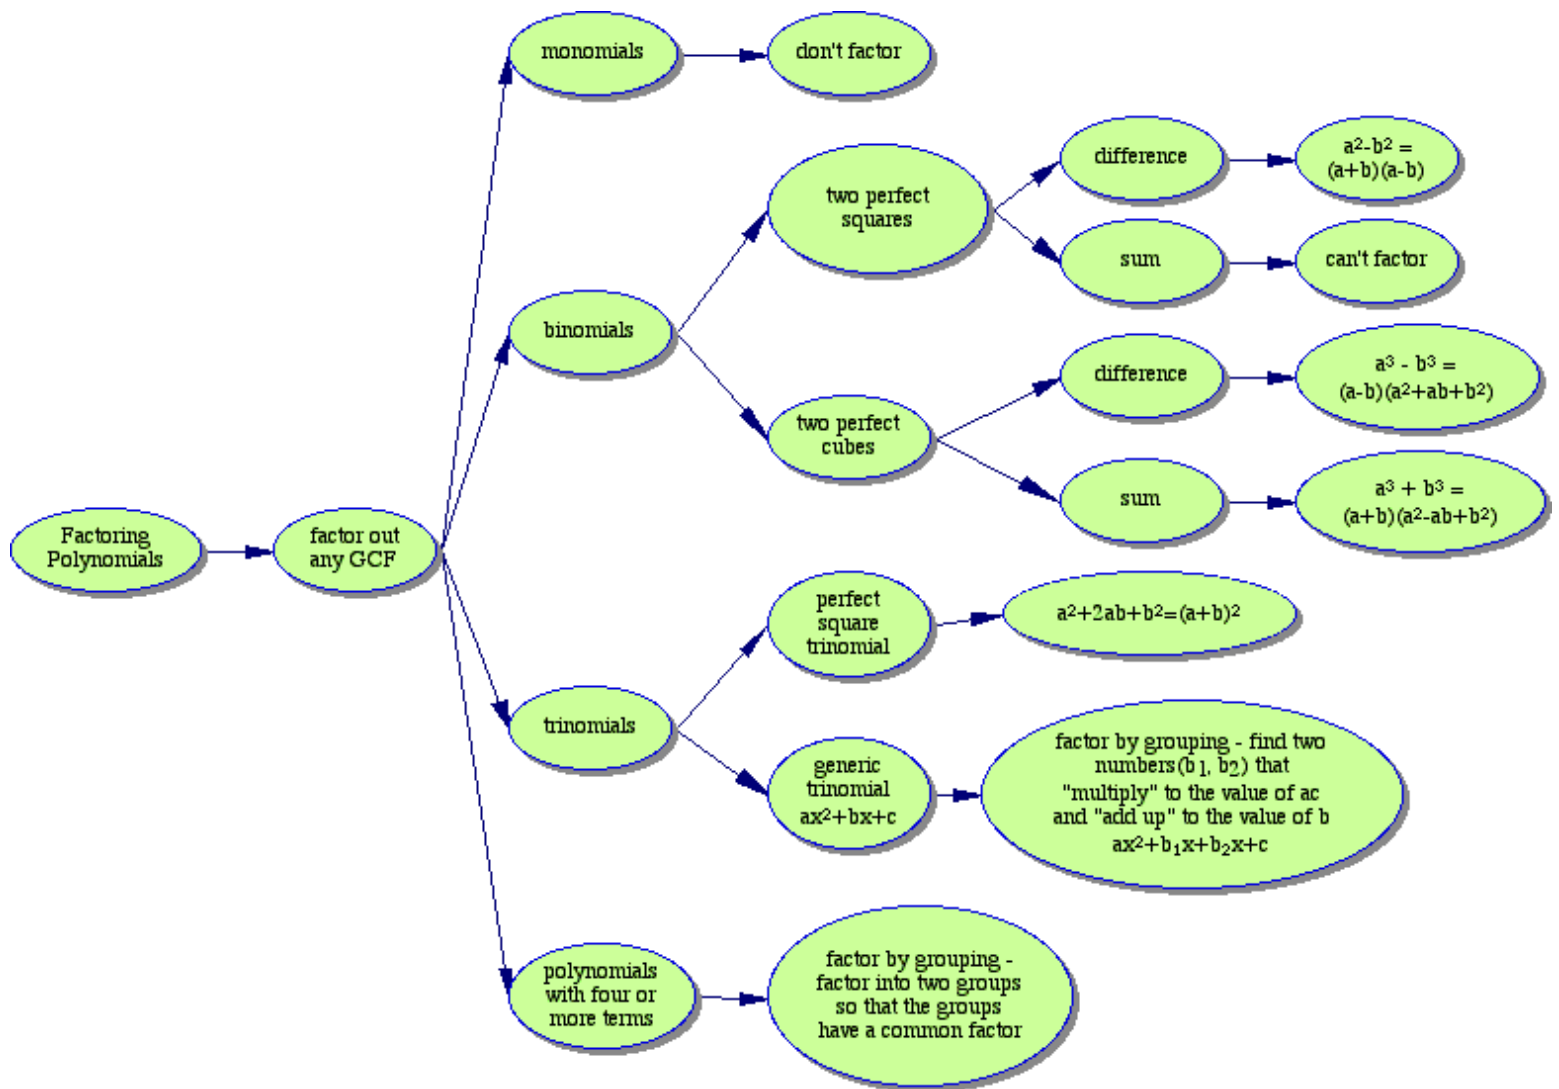 monomials
don't factor
two perfect
squares
difference
a²-b² =
(a+b)(a-b)
sum
can't factor
binomials
two perfect
cubes
difference
a³ - b³ =
(a-b)(a²+ab+b²)
sum
a³ + b³ =
(a+b)(a²-ab+b²)
Factoring
Polynomials
factor out
any GCF
trinomials
perfect
square
trinomial
a²+2ab+b²=(a+b)²
generic
trinomial
ax²+bx+c
factor by grouping - find two
numbers(b₁, b₂) that
"multiply" to the value of ac
and "add up" to the value of b
ax²+b₁x+b₂x+c
polynomials
with four or
more terms
factor by grouping -
factor into two groups
so that the groups
have a common factor